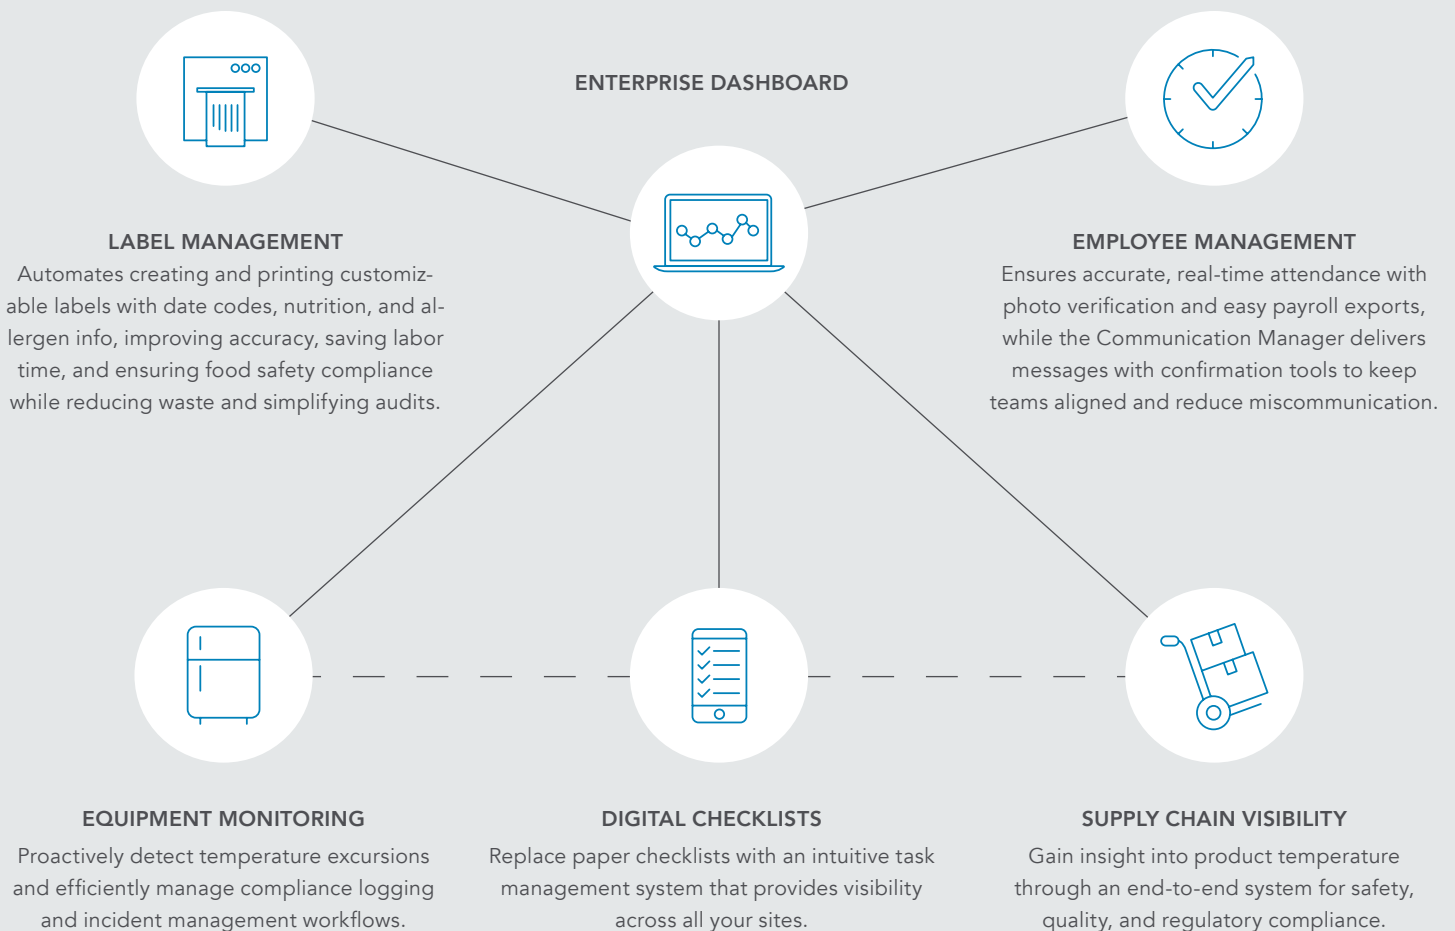 ENTERPRISE DASHBOARD
LABEL MANAGEMENT
Automates creating and printing customiz-
able labels with date codes, nutrition, and al-
lergen info, improving accuracy, saving labor
time, and ensuring food safety compliance
while reducing waste and simplifying audits.
EMPLOYEE MANAGEMENT
Ensures accurate, real-time attendance with
photo verification and easy payroll exports,
while the Communication Manager delivers
messages with confirmation tools to keep
teams aligned and reduce miscommunication.
EQUIPMENT MONITORING
Proactively detect temperature excursions
and efficiently manage compliance logging
and incident management workflows.
DIGITAL CHECKLISTS
Replace paper checklists with an intuitive task
management system that provides visibility
across all your sites.
SUPPLY CHAIN VISIBILITY
Gain insight into product temperature
through an end-to-end system for safety,
quality, and regulatory compliance.